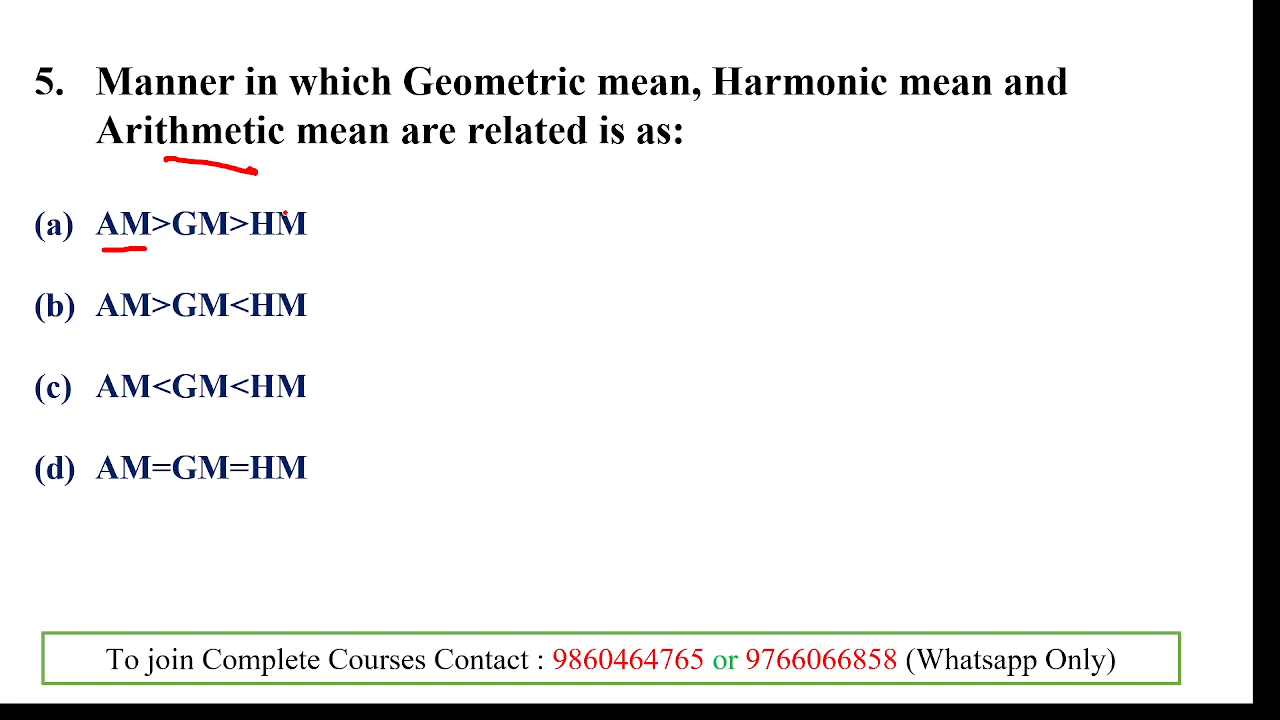 5. Manner in which Geometric mean, Harmonic mean and
Arithmetic mean are related is as:
(a) AM>GM>HM
(b) AM>GM<HM
(c) AM<GM<HM
(d) AM=GM=HM
To join Complete Courses Contact : 9860464765 or 9766066858 (Whatsapp Only)